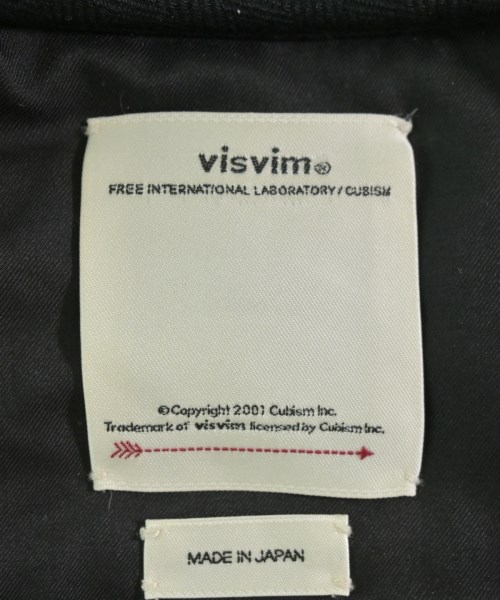 visvim®
FREE INTERNATIONAL LABORATORY / CUBISM
©Copyright 2001 Cubism Inc.
Trademark of visvim licensed by Cubism Inc.
MADE IN JAPAN